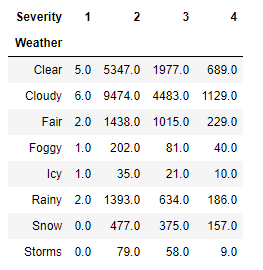 Severity 1 2 3 4
Weather
Clear 5.0 5347.0 1977.0 689.0
Cloudy 6.0 9474.0 4483.0 1129.0
Fair 2.0 1438.0 1015.0 229.0
Foggy 1.0 202.0 81.0 40.0
Icy 1.0 35.0 21.0 10.0
Rainy 2.0 1393.0 634.0 186.0
Snow 0.0 477.0 375.0 157.0
Storms 0.0 79.0 58.0 9.0